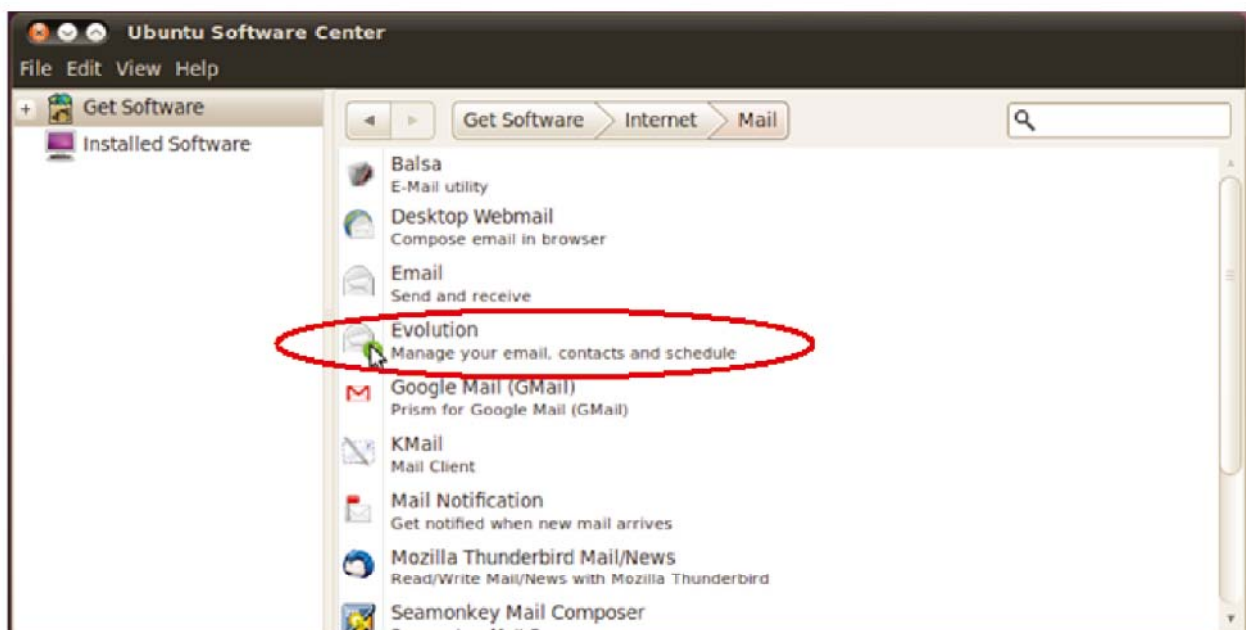 Ubuntu Software Center
File Edit View Help
Get Software
Installed Software
Get Software Internet Mail
Balsa
E-Mail utility
Desktop Webmail
Compose email in browser
Email
Send and receive
Evolution
Manage your email, contacts and schedule
Google Mail (GMail)
Prism for Google Mail (GMail)
KMail
Mail Client
Mail Notification
Get notified when new mail arrives
Mozilla Thunderbird Mail/News
Read/Write Mail/News with Mozilla Thunderbird
Seamonkey Mail Composer